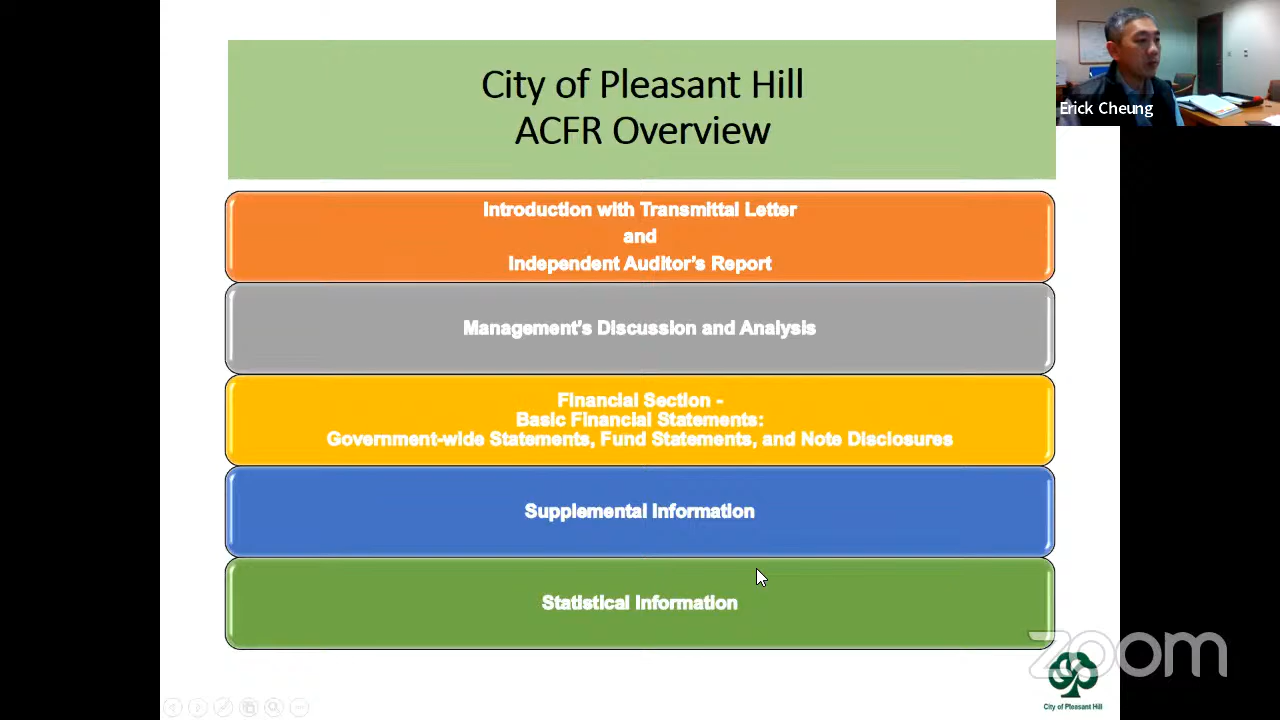 City of Pleasant Hill
ACFR Overview
Erick Cheung
Introduction with Transmittal Letter
and
Independent Auditor's Report
Management's Discussion and Analysis
Financial Section -
Basic Financial Statements:
Government-wide Statements, Fund Statements, and Note Disclosures
Supplemental Information
Statistical Information
zoom
City of Pleasant Hill